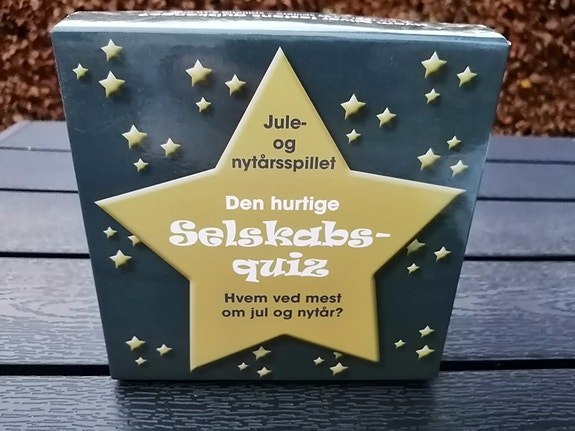 Jule-
og
nytårsspillet
Den hurtige
Selskabs-
quiz
Hvem ved mest
om jul og nytår?